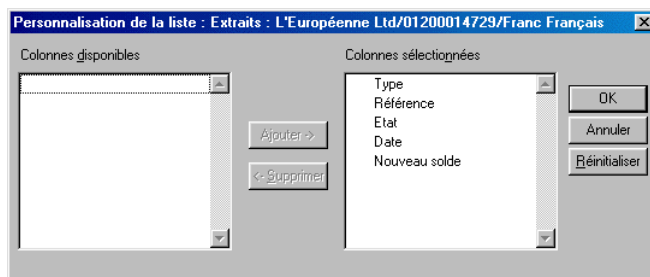 Personnalisation de la liste : Extraits : L'Européenne Ltd/01200014729/Franc Français
Colonnes disponibles
Colonnes sélectionnées
Type
Référence
Etat
Date
Nouveau solde
Ajouter ->
<- Supprimer
OK
Annuler
Réinitialiser